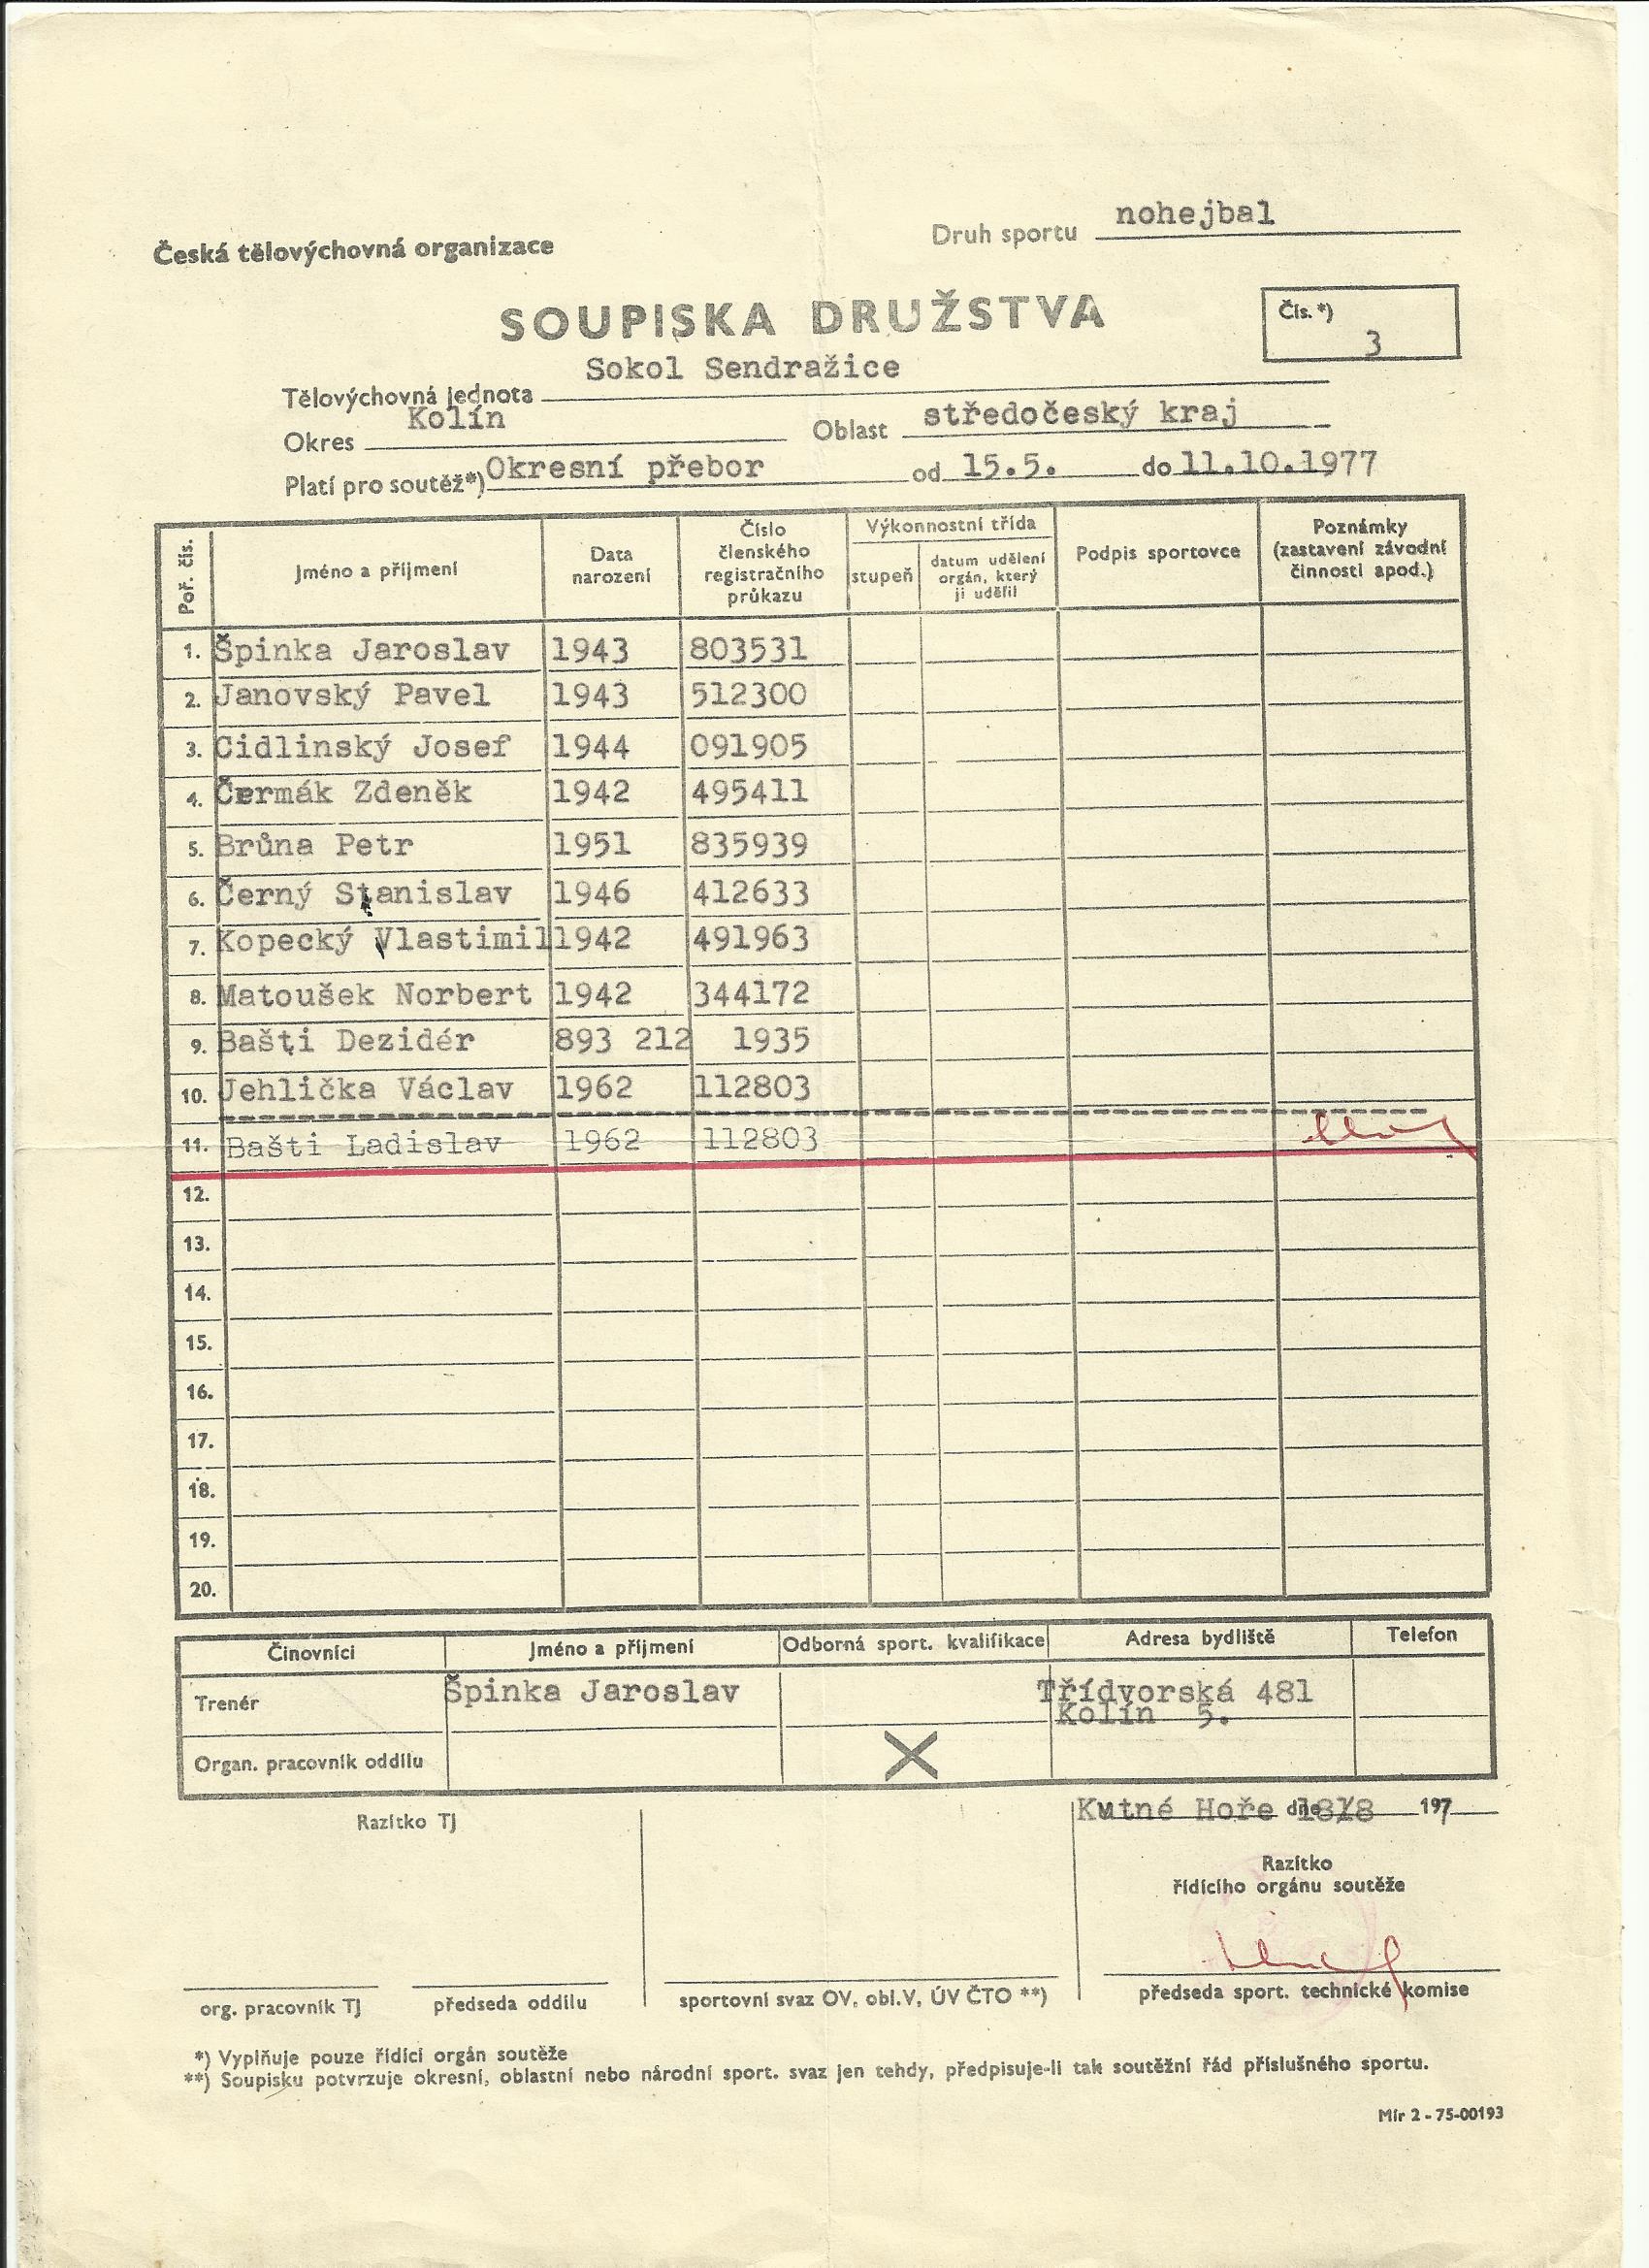 Druh sportu nohejbal
Česká tělovýchovná organizace
SOUPISKA DRUŽSTVA
Čís. *)
3
Tělovýchovná jednota Sokol Sendražice
Okres Kolín Oblast středočeský kraj
Platí pro soutěž*) Okresní přebor od 15.5. do 11.10.1977
Poř. čís. Jméno a příjmení Data narození Číslo členského registračního průkazu Výkonnostní třída stupeň datum udělení orgán, který ji udělil Podpis sportovce Poznámky (zastavení závodní činnosti apod.)
1. Špinka Jaroslav 1943 803531
2. Janovský Pavel 1943 512300
3. Cidlinský Josef 1944 091905
4. Čermák Zdeněk 1942 495411
5. Brůna Petr 1951 835939
6. Černý Stanislav 1946 412633
7. Kopecký Vlastimil 1942 491963
8. Matoušek Norbert 1942 344172
9. Bašti Dezidér 893 212 1935
10. Jehlička Václav 1962 112803
11. Bašti Ladislav 1962 112803
12.
13.
14.
15.
16.
17.
18.
19.
20.
Činovníci Jméno a příjmení Odborná sport. kvalifikace Adresa bydliště Telefon
Trenér Špinka Jaroslav Třídvorská 481
Kolín 5.
Organ. pracovník oddílu
Razítko TJ
Kutné Hoře dne 18/8 197
Razítko
řídícího orgánu soutěže
org. pracovník TJ předseda oddílu sportovní svaz OV, obl.V, ÚV ČTO **) předseda sport. technické komise
*) Vyplňuje pouze řídící orgán soutěže
**) Soupisku potvrzuje okresní, oblastní nebo národní sport. svaz jen tehdy, předpisuje-li tak soutěžní řád příslušného sportu.
Mír 2 - 75-00193